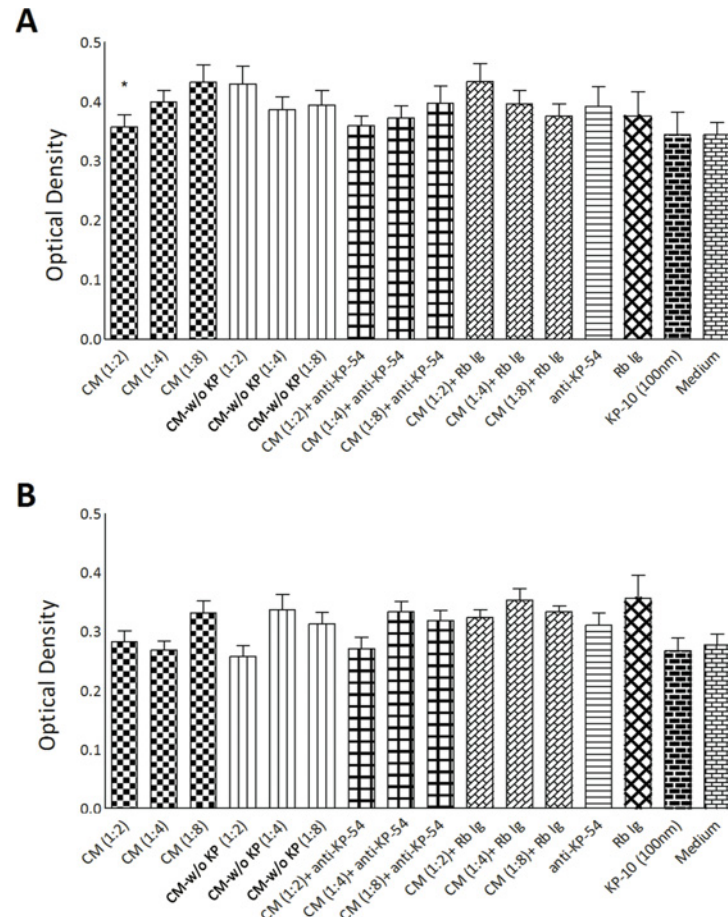 A
0.5
0.4
0.3
0.2
0.1
0.0
Optical Density
*
CM (1:2)
CM (1:4)
CM (1:8)
CM-w/o KP (1:2)
CM-w/o KP (1:4)
CM-w/o KP (1:8)
CM (1:2)+ anti-KP-54
CM (1:4)+ anti-KP-54
CM (1:8)+ anti-KP-54
CM (1:2)+ Rb Ig
CM (1:4)+ Rb Ig
CM (1:8)+ Rb Ig
anti-KP-54
Rb Ig
KP-10 (100nm)
Medium
B
0.5
0.4
0.3
0.2
0.1
0.0
Optical Density
CM (1:2)
CM (1:4)
CM (1:8)
CM-w/o KP (1:2)
CM-w/o KP(1:4)
CM-w/o KP(1:8)
CM (1:2)+ anti-KP-54
CM (1:4)+ anti-KP-54
CM (1:8)+ anti-KP-54
CM (1:2)+ Rb Ig
CM (1:4)+ Rb Ig
CM (1:8)+ Rb Ig
anti-KP-54
Rb Ig
KP-10 (100nm)
Medium